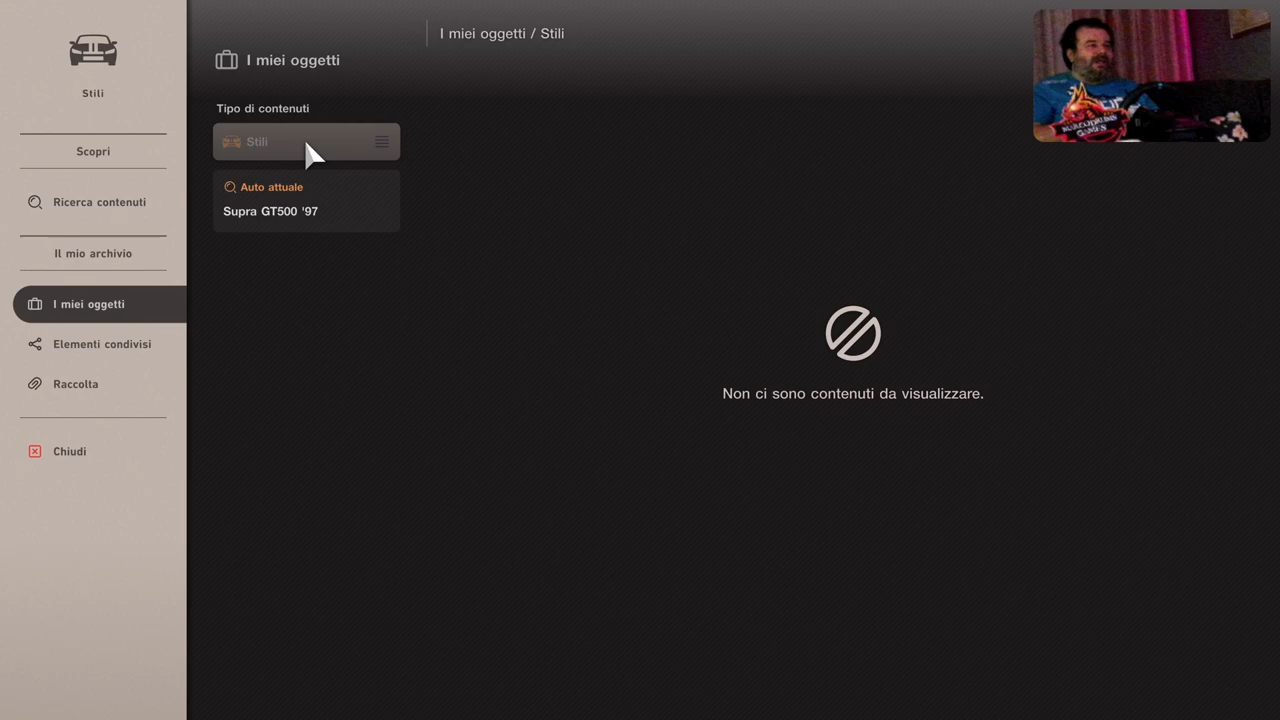 Stili
Scopri
Ricerca contenuti
Il mio archivio
I miei oggetti
Elementi condivisi
Raccolta
Chiudi
I miei oggetti
Tipo di contenuti
Stili
Auto attuale
Supra GT500 '97
I miei oggetti / Stili
Non ci sono contenuti da visualizzare.
GAMES